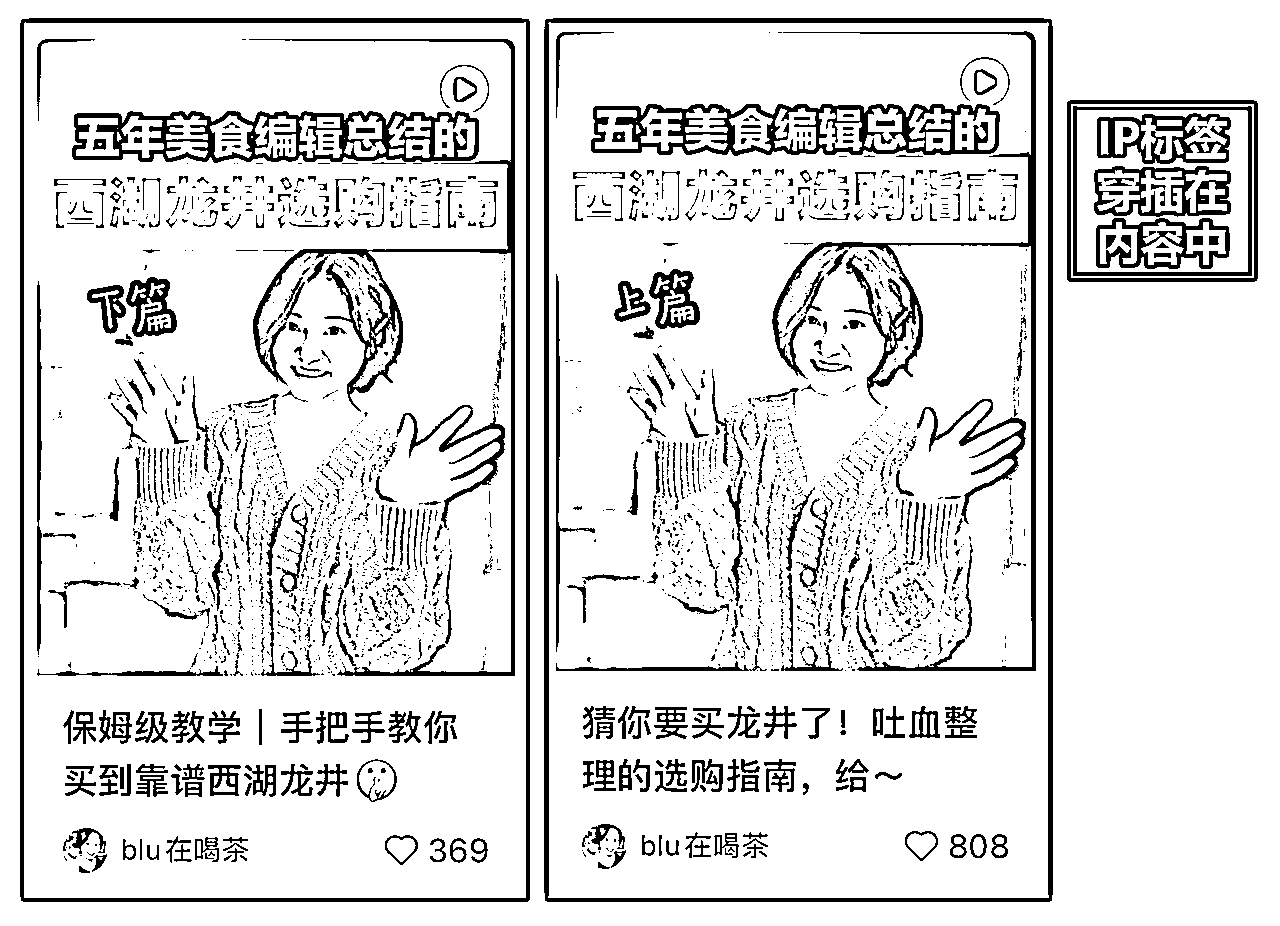 五年美食编辑总结的
西湖龙井选购指南
下篇
保姆级教学｜手把手教你
买到靠谱西湖龙井
blu在喝茶
369
五年美食编辑总结的
西湖龙井选购指南
上篇
猜你要买龙井了！吐血整
理的选购指南，给～
blu在喝茶
808
IP标签
穿插在
内容中